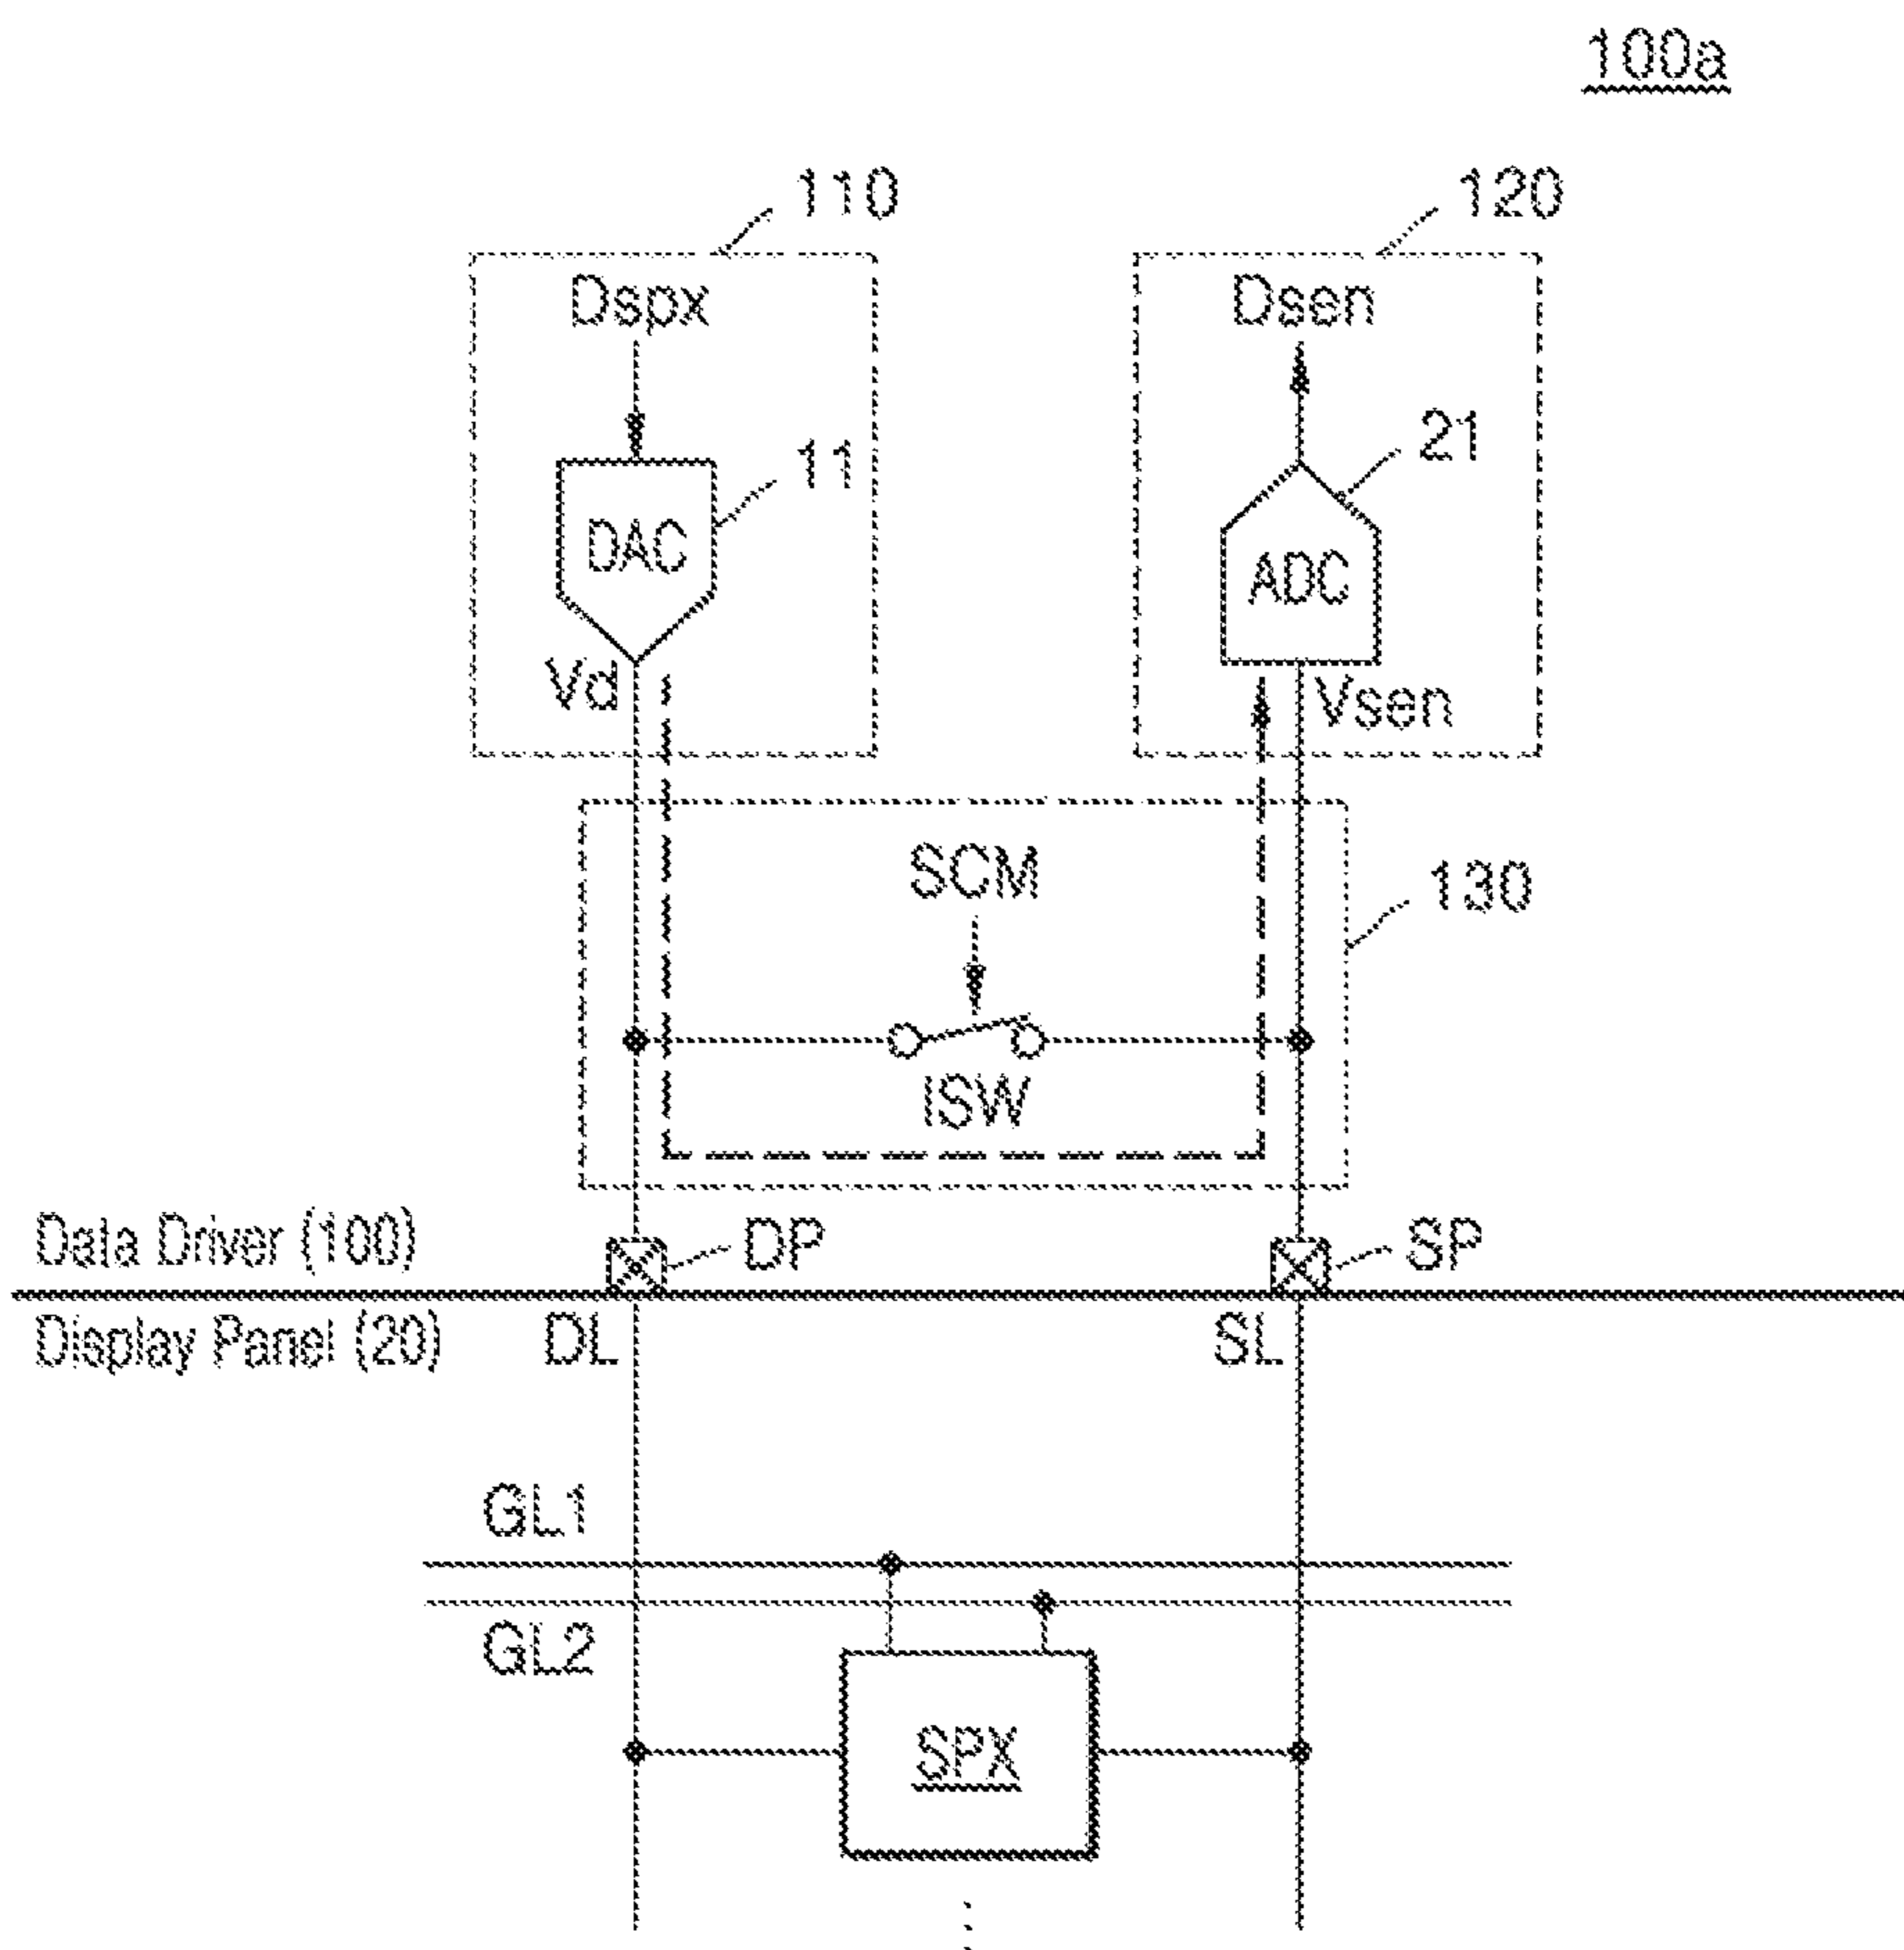 100a
110
120
Dspx
Dsen
11
21
DAC
ADC
Vd
Vsen
SCM
130
ISW
Data Driver (100)
DP
SP
Display Panel (20)
DL
SL
GL1
GL2
SPX